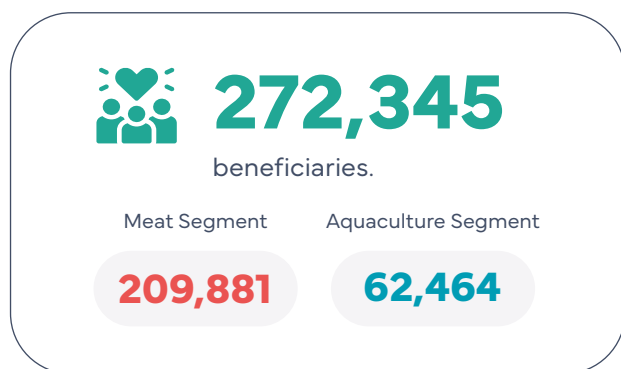 272,345
beneficiaries.
Meat Segment Aquaculture Segment
209,881 62,464